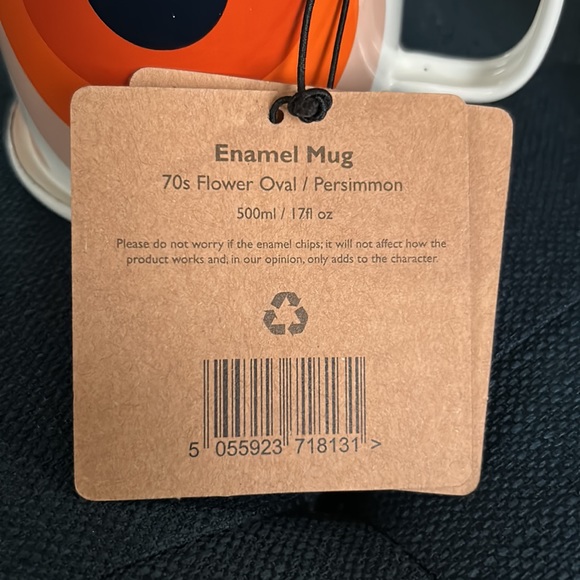 Enamel Mug
70s Flower Oval / Persimmon
500ml / 17fl oz
Please do not worry if the enamel chips; it will not affect how the
product works and, in our opinion, only adds to the character.
5 055923 718131 >